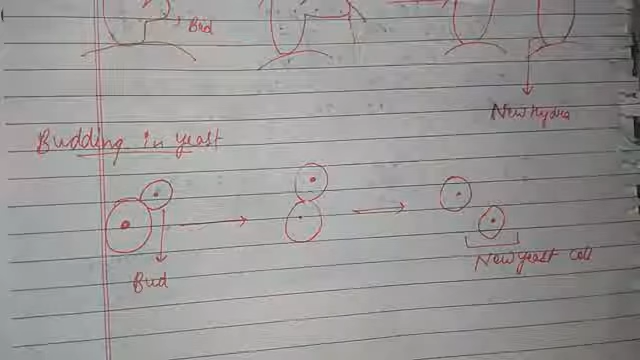 Bud
New Hydra
Budding in yeast
Bud
New yeast cell